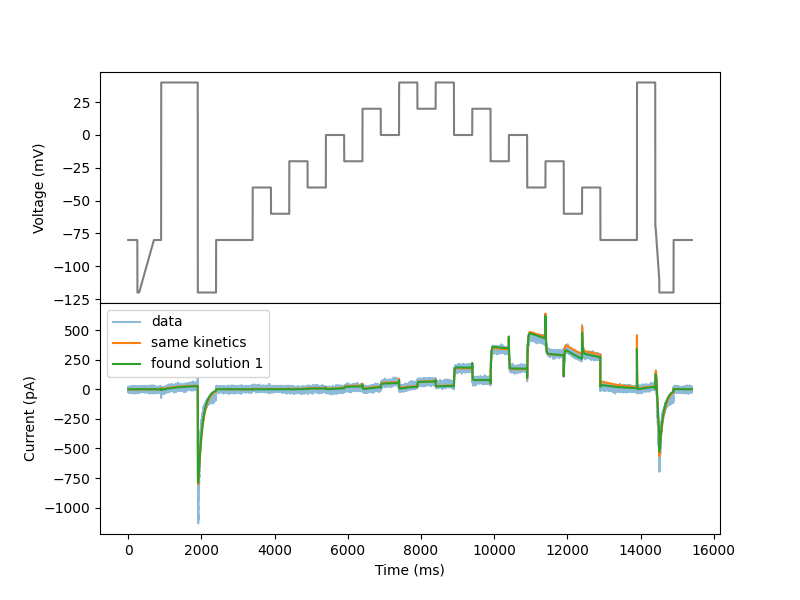 25
0
−25
−50
−75
−100
−125
Voltage (mV)
data
same kinetics
found solution 1
500
250
0
−250
−500
−750
−1000
Current (pA)
0 2000 4000 6000 8000 10000 12000 14000 16000
Time (ms)